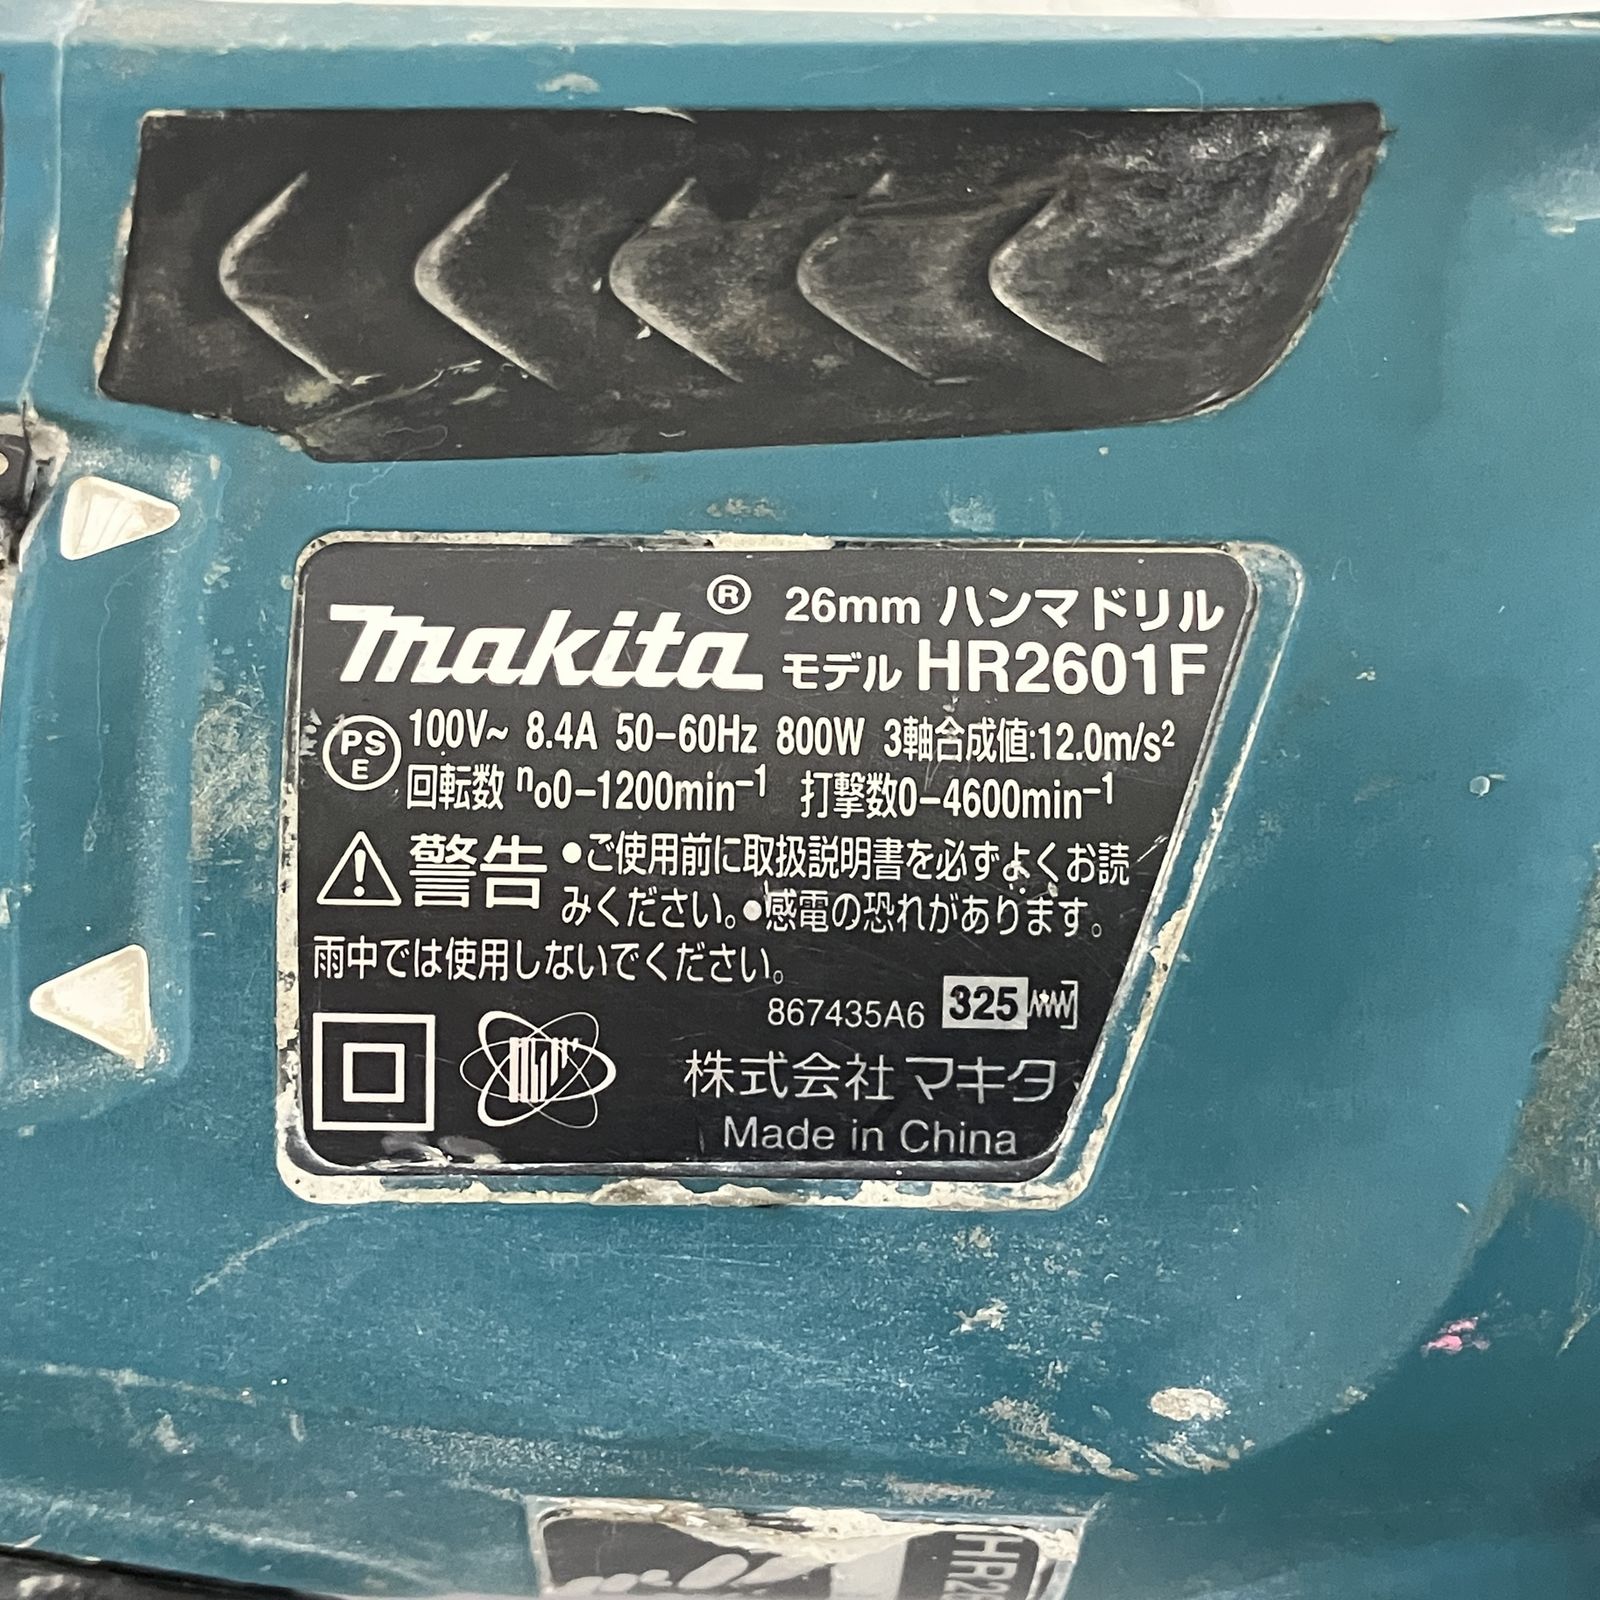 makita®
26mm ハンマドリル
モデル HR2601F
PS
E
100V~ 8.4A 50-60Hz 800W 3軸合成値:12.0m/s²
回転数 n₀0-1200min⁻¹ 打撃数0-4600min⁻¹
警告 ●ご使用前に取扱説明書を必ずよくお読
みください。●感電の恐れがあります。
雨中では使用しないでください。
867435A6 325
株式会社マキタ
Made in China
HR2